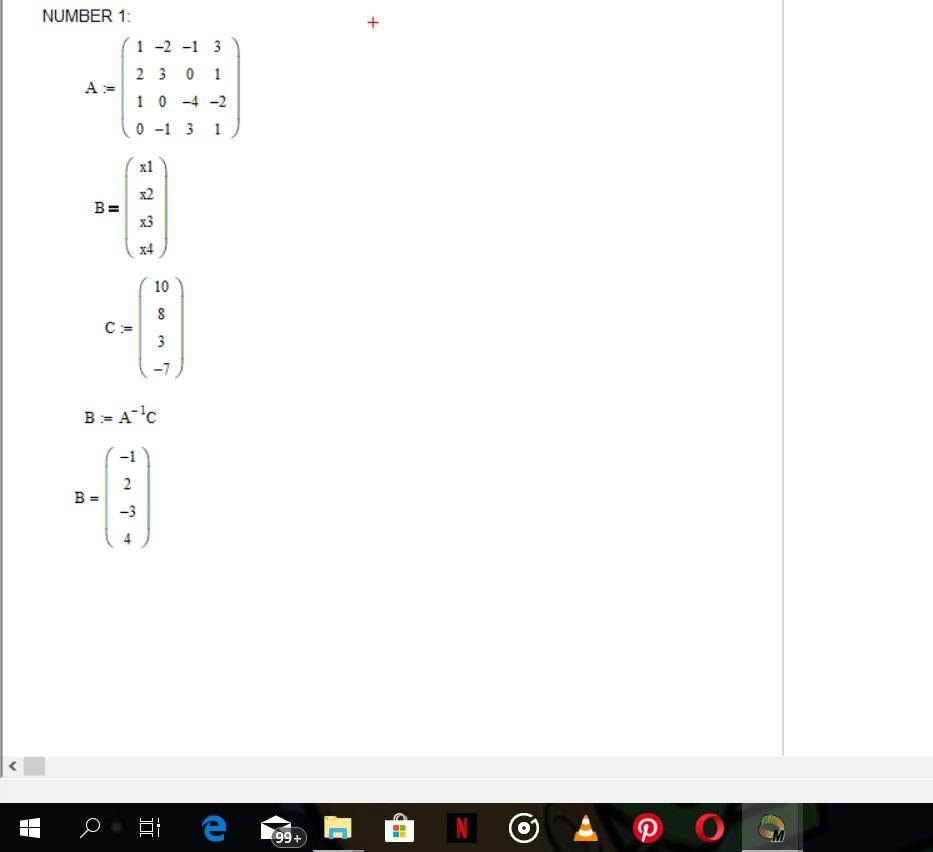 NUMBER 1:
1 −2 −1 3
2 3 0 1
A := 
1 0 −4 −2
0 −1 3 1
x1
x2
B =
x3
x4
10
8
C :=
3
−7
B := A⁻¹C
−1
2
B =
−3
4
99+
N
M